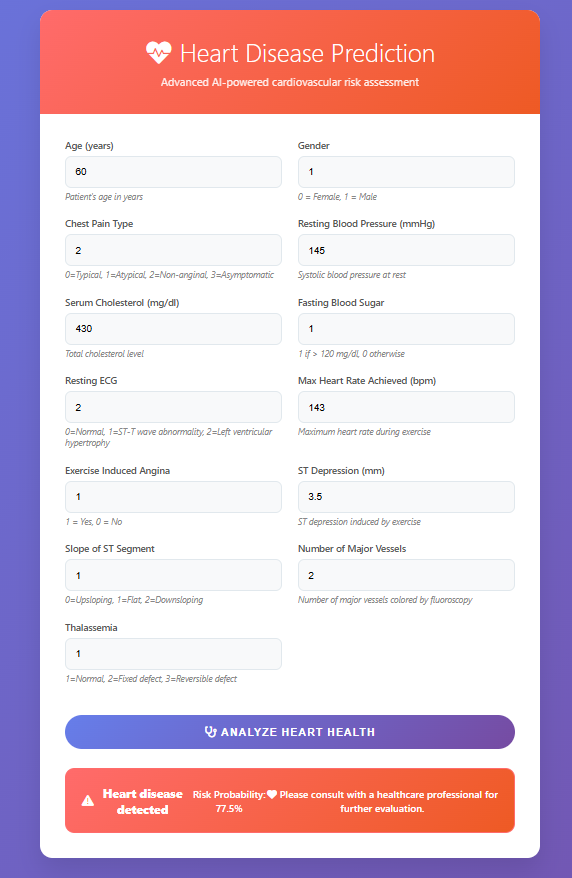 Heart Disease Prediction
Advanced AI-powered cardiovascular risk assessment
Age (years)
60
Patient's age in years
Gender
1
0 = Female, 1 = Male
Chest Pain Type
2
0=Typical, 1=Atypical, 2=Non-anginal, 3=Asymptomatic
Resting Blood Pressure (mmHg)
145
Systolic blood pressure at rest
Serum Cholesterol (mg/dl)
430
Total cholesterol level
Fasting Blood Sugar
1
1 if > 120 mg/dl, 0 otherwise
Resting ECG
2
0=Normal, 1=ST-T wave abnormality, 2=Left ventricular
hypertrophy
Max Heart Rate Achieved (bpm)
143
Maximum heart rate during exercise
Exercise Induced Angina
1
1 = Yes, 0 = No
ST Depression (mm)
3.5
ST depression induced by exercise
Slope of ST Segment
1
0=Upsloping, 1=Flat, 2=Downsloping
Number of Major Vessels
2
Number of major vessels colored by fluoroscopy
Thalassemia
1
1=Normal, 2=Fixed defect, 3=Reversible defect
ANALYZE HEART HEALTH
Heart disease
detected
Risk Probability:
77.5%
Please consult with a healthcare professional for
further evaluation.